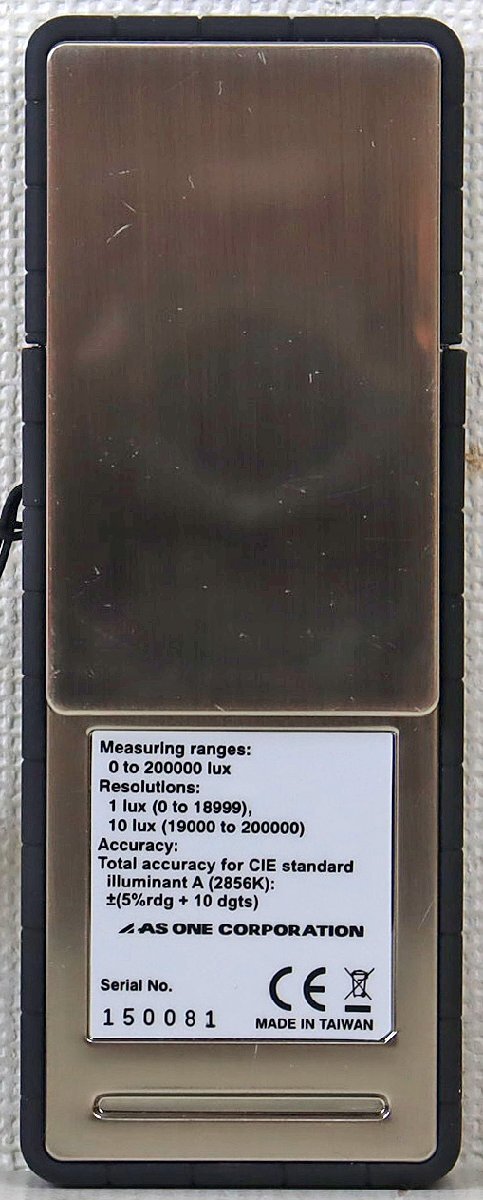 Measuring ranges:
0 to 200000 lux
Resolutions:
1 lux (0 to 18999),
10 lux (19000 to 200000)
Accuracy:
Total accuracy for CIE standard
illuminant A (2856K):
±(5%rdg + 10 dgts)
AS ONE CORPORATION
Serial No.
150081
CE
MADE IN TAIWAN